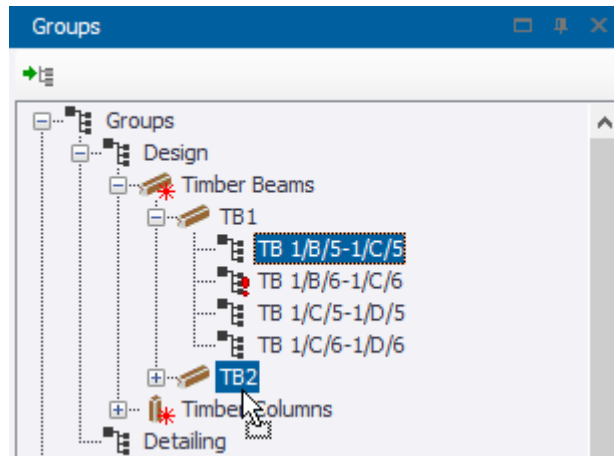 Groups
Groups
Design
Timber Beams
TB1
TB 1/B/5-1/C/5
TB 1/B/6-1/C/6
TB 1/C/5-1/D/5
TB 1/C/6-1/D/6
TB2
Timber Columns
Detailing